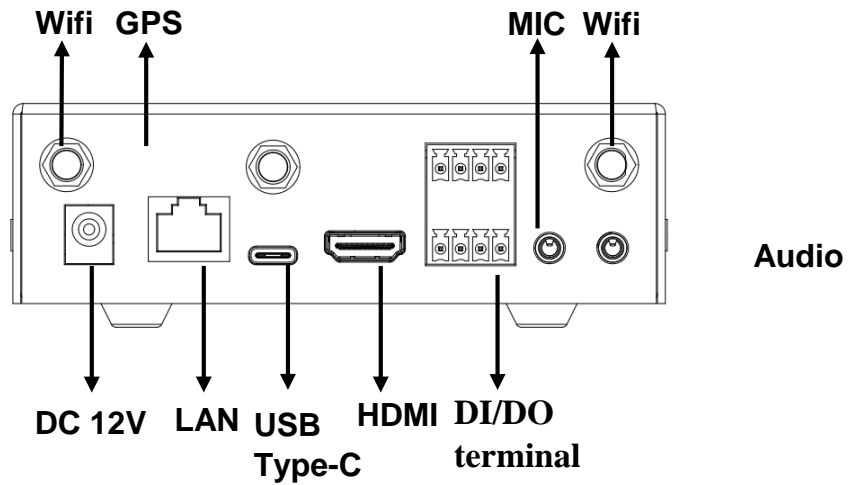 Wifi GPS MIC Wifi
Audio
DC 12V LAN USB HDMI DI/DO
Type-C terminal